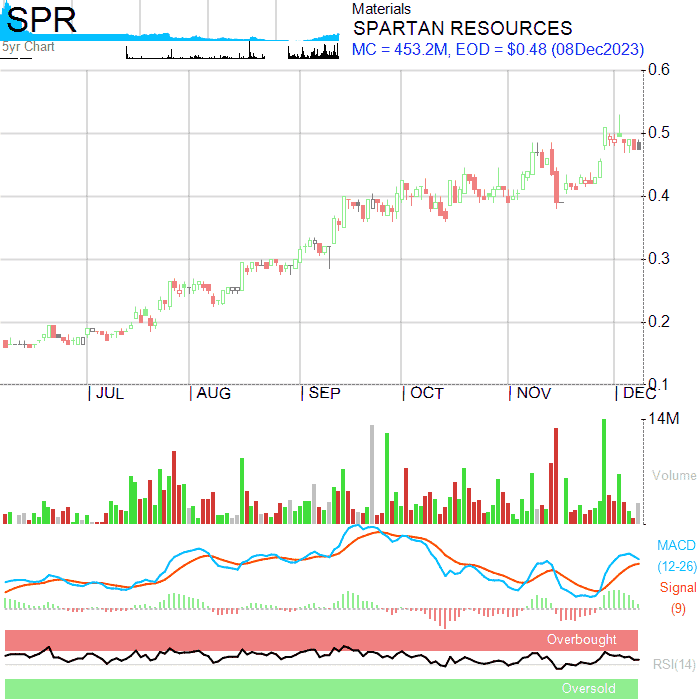 SPR
5yr Chart
Materials
SPARTAN RESOURCES
MC = 453.2M, EOD = $0.48 (08Dec2023)
0.6
0.5
0.4
0.3
0.2
0.1
JUL AUG SEP OCT NOV DEC
14M
Volume
MACD
(12-26)
Signal
(9)
Overbought
RSI(14)
Oversold